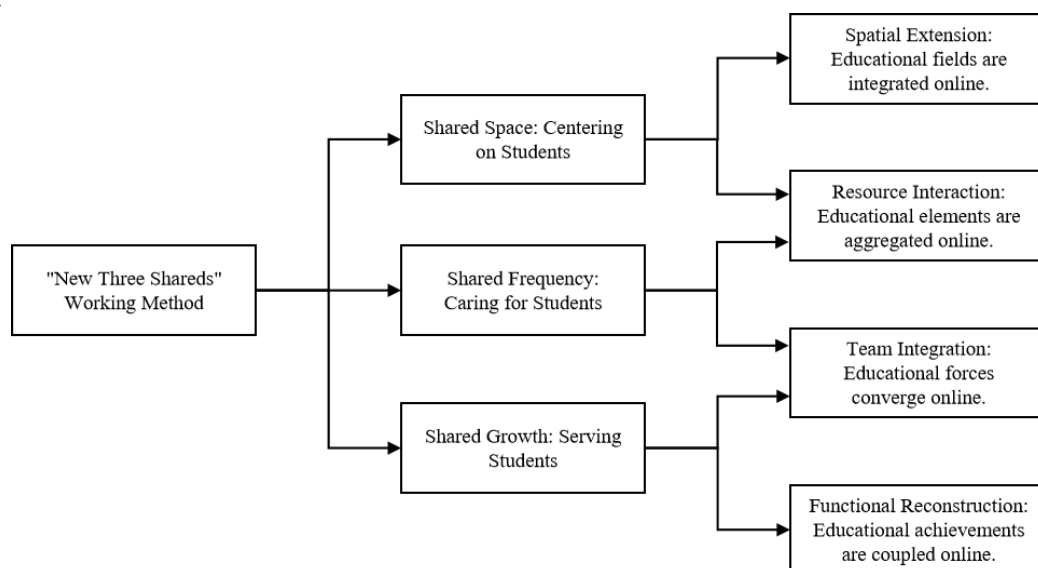 "New Three Shareds"
Working Method
Shared Space: Centering
on Students
Shared Frequency:
Caring for Students
Shared Growth: Serving
Students
Spatial Extension:
Educational fields are
integrated online.
Resource Interaction:
Educational elements are
aggregated online.
Team Integration:
Educational forces
converge online.
Functional Reconstruction:
Educational achievements
are coupled online.